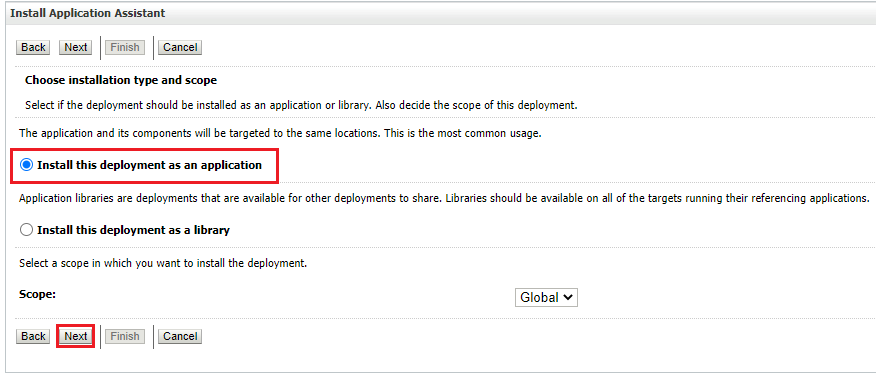 Install Application Assistant
Back Next Finish Cancel
Choose installation type and scope
Select if the deployment should be installed as an application or library. Also decide the scope of this deployment.
The application and its components will be targeted to the same locations. This is the most common usage.
Install this deployment as an application
Application libraries are deployments that are available for other deployments to share. Libraries should be available on all of the targets running their referencing applications.
Install this deployment as a library
Select a scope in which you want to install the deployment.
Scope: Global
Back Next Finish Cancel